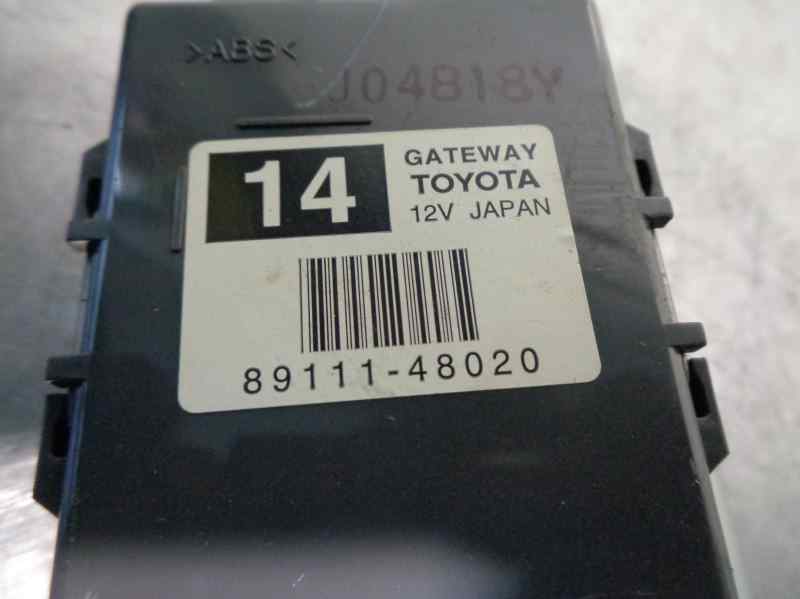 >ABS<
J04818Y
14
GATEWAY
TOYOTA
12V JAPAN
89111-48020